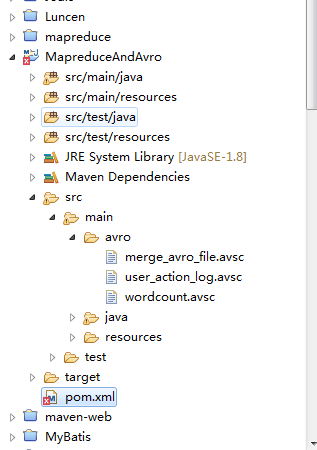 Luncen
mapreduce
MapreduceAndAvro
src/main/java
src/main/resources
src/test/java
src/test/resources
JRE System Library [JavaSE-1.8]
Maven Dependencies
src
main
avro
merge_avro_file.avsc
user_action_log.avsc
wordcount.avsc
java
resources
test
target
pom.xml
maven-web
MyBatis